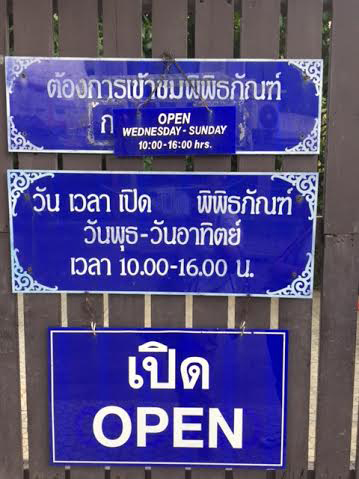 ต้องการเข้าชมพิพิธภัณฑ์
OPEN
WEDNESDAY-SUNDAY
10:00-16:00 hrs.
วัน เวลา เปิด พิพิธภัณฑ์
วันพุธ-วันอาทิตย์
เวลา 10.00-16.00 น.
เปิด
OPEN